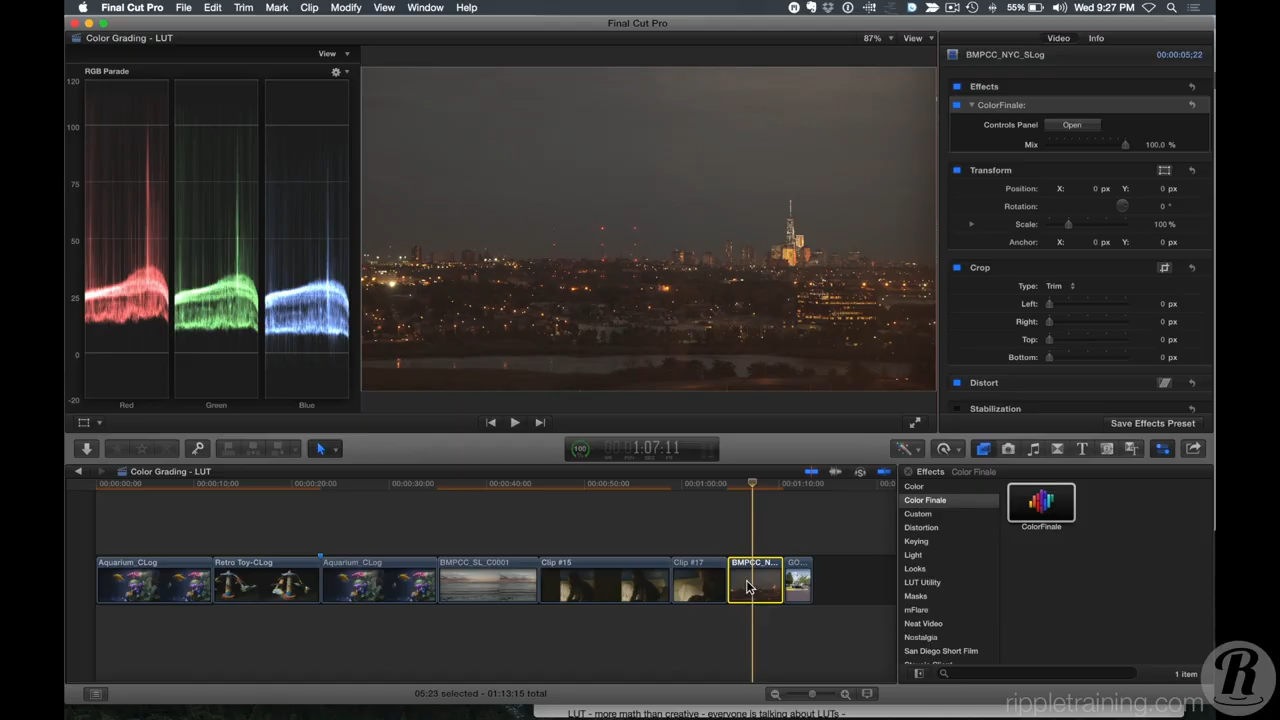 Final Cut Pro File Edit Trim Mark Clip Modify View Window Help
55% Wed 9:27 PM
Final Cut Pro
Color Grading - LUT
87% View
Video Info
View
RGB Parade
120
100
75
50
25
0
-20
Red Green Blue
BMPCC_NYC_SLog 00:00:05;22
Effects
ColorFinale:
Controls Panel Open
Mix 100.0 %
Transform
Position: X: 0 px Y: 0 px
Rotation: 0 °
Scale: 100 %
Anchor: X: 0 px Y: 0 px
Crop
Type: Trim
Left: 0 px
Right: 0 px
Top: 0 px
Bottom: 0 px
Distort
Stabilization
Save Effects Preset
100 1:07:11
HR MIN SEC FR
Color Grading - LUT
00:00:00:00 00:00:10:00 00:00:20:00 00:00:30:00 00:00:40:00 00:00:50:00 00:01:00:00 00:01:10:00 00:0
Aquarium_CLog Retro Toy-CLog Aquarium_CLog BMPCC_SL_C0001 Clip #15 Clip #17 BMPCC_N... GO...
Effects Color Finale
Color
Color Finale
Custom
Distortion
Keying
Light
Looks
LUT Utility
Masks
mFlare
Neat Video
Nostalgia
San Diego Short Film
ColorFinale
1 item
05:23 selected - 01:13:15 total
R
rippletraining.com
LUT - more math than creative - everyone is talking about LUTs -